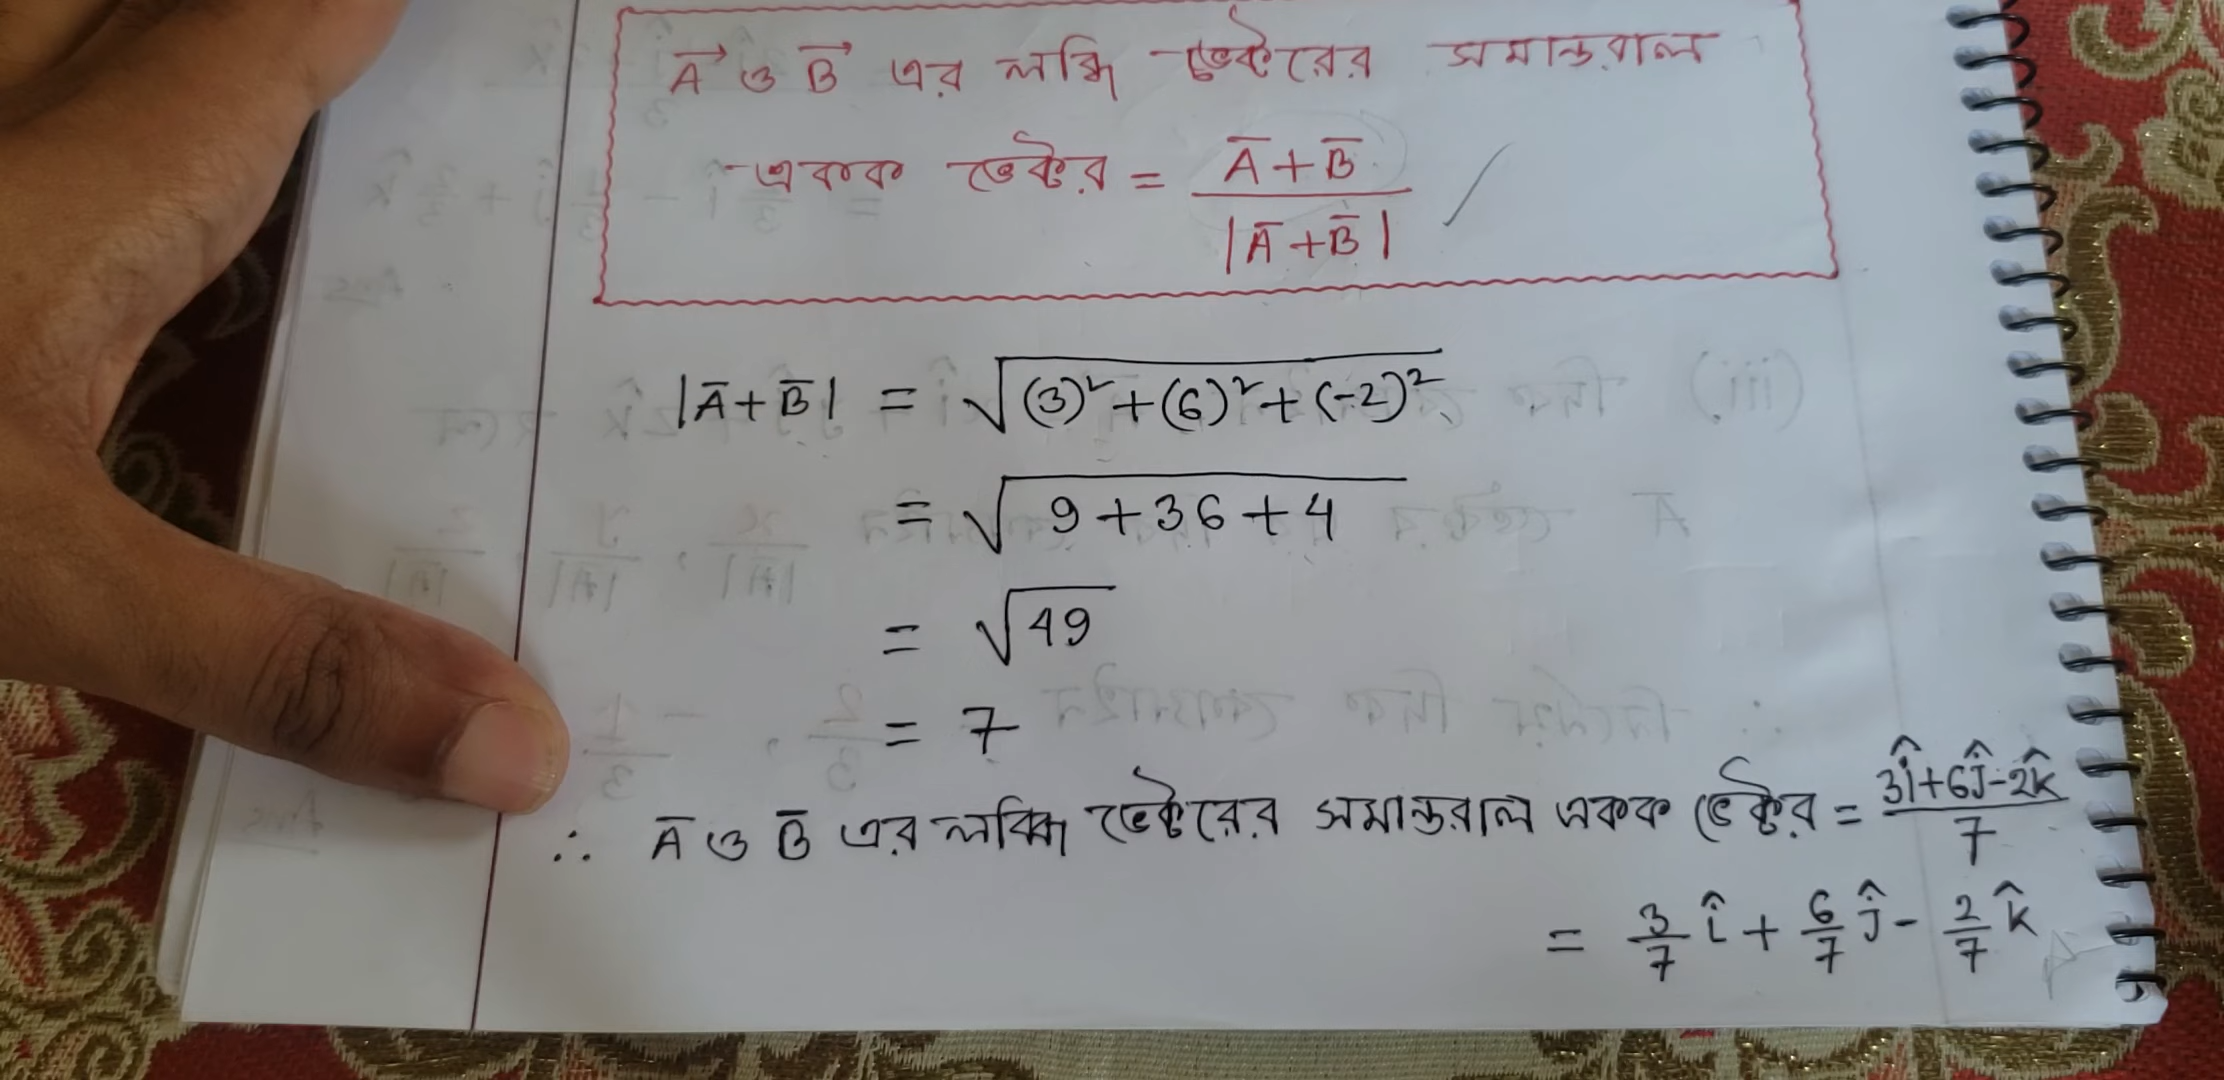 A⃗ ও B⃗ এর লব্ধি ভেক্টরের সমান্তরাল
একক ভেক্টর = (A̅ + B̅) / |A̅ + B̅|
|A̅ + B̅| = √((3)² + (6)² + (-2)²)
= √(9 + 36 + 4)
= √49
= 7
∴ A̅ ও B̅ এর লব্ধি ভেক্টরের সমান্তরাল একক ভেক্টর = (3î + 6ĵ - 2k̂) / 7
= 3/7 î + 6/7 ĵ - 2/7 k̂